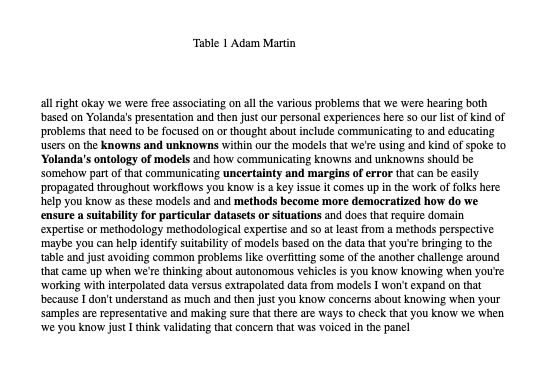 Table 1 Adam Martin
all right okay we were free associating on all the various problems that we were hearing both
based on Yolanda's presentation and then just our personal experiences here so our list of kind of
problems that need to be focused on or thought about include communicating to and educating
users on the knowns and unknowns within our the models that we're using and kind of spoke to
Yolanda's ontology of models and how communicating knowns and unknowns should be
somehow part of that communicating uncertainty and margins of error that can be easily
propagated throughout workflows you know is a key issue it comes up in the work of folks here
help you know as these models and and methods become more democratized how do we
ensure a suitability for particular datasets or situations and does that require domain
expertise or methodology methodological expertise and so at least from a methods perspective
maybe you can help identify suitability of models based on the data that you're bringing to the
table and just avoiding common problems like overfitting some of the another challenge around
that came up when we're thinking about autonomous vehicles is you know knowing when you're
working with interpolated data versus extrapolated data from models I won't expand on that
because I don't understand as much and then just you know concerns about knowing when your
samples are representative and making sure that there are ways to check that you know we when
we you know just I think validating that concern that was voiced in the panel